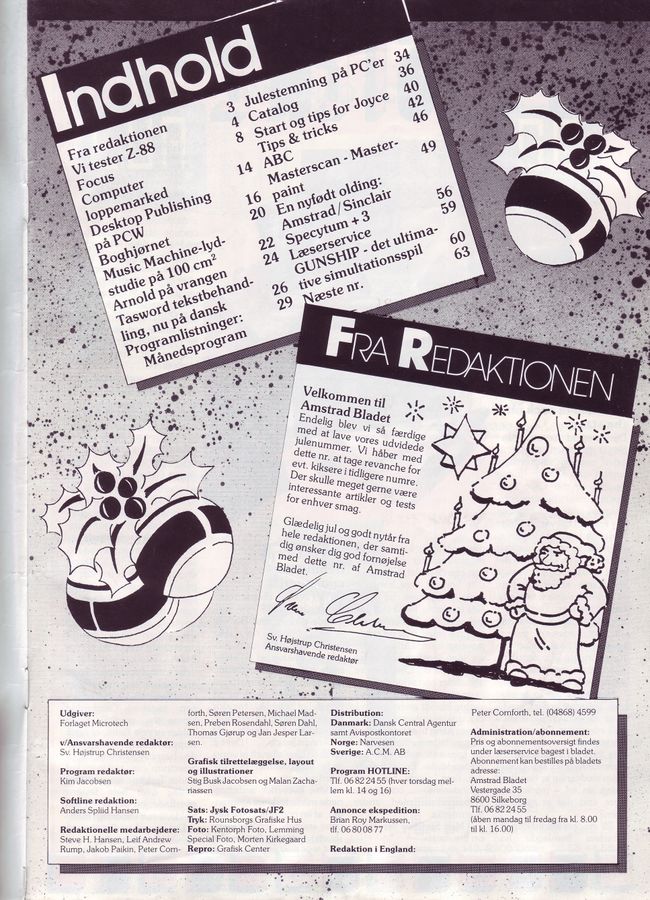 Indhold
Fra redaktionen 3
Vi tester Z-88 4
Focus 8
Computer
loppemarked 14
Desktop Publishing
på PCW 16
Boghjørnet 20
Music Machine-lyd-
studie på 100 cm² 22
Arnold på vrangen 24
Tasword tekstbehand-
ling, nu på dansk 26
Programlistninger: 29
Månedsprogram
Julestemning på PC'er 34
Catalog 36
Start og tips for Joyce 40
Tips & tricks 42
ABC 46
Masterscan - Master-
paint 49
En nyfødt olding:
Amstrad/Sinclair
Specytum + 3 56
Læserservice 59
GUNSHIP - det ultima-
tive simultationsspil 60
Næste nr. 63
FRA REDAKTIONEN
Velkommen til
Amstrad Bladet
Endelig blev vi så færdige
med at lave vores udvidede
julenummer. Vi håber med
dette nr. at tage revanche for
evt. kiksere i tidligere numre.
Der skulle meget gerne være
interessante artikler og tests
for enhver smag.
Glædelig jul og godt nytår fra
hele redaktionen, der samti-
dig ønsker dig god fornøjelse
med dette nr. af Amstrad
Bladet.
Sv. Højstrup Christensen
Ansvarshavende redaktør
Udgiver:
Forlaget Microtech
v/Ansvarshavende redaktør:
Sv. Højstrup Christensen
Program redaktør:
Kim Jacobsen
Softline redaktion:
Anders Spliid Hansen
Redaktionelle medarbejdere:
Steve H. Hansen, Leif Andrew
Rump, Jakob Paikin, Peter Corn-
forth, Søren Petersen, Michael Mad-
sen, Preben Rosendahl, Søren Dahl,
Thomas Gjørup og Jan Jesper Lar-
sen.
Grafisk tilrettelæggelse, layout
og illustrationer
Stig Busk Jacobsen og Malan Zacha-
riassen
Sats: Jysk Fotosats/JF2
Tryk: Rounsborgs Grafiske Hus
Foto: Kentorph Foto, Lemming
Special Foto, Morten Kirkegaard
Repro: Grafisk Center
Distribution:
Danmark: Dansk Central Agentur
samt Avispostkontoret
Norge: Narvesen
Sverige: A.C.M. AB
Program HOTLINE:
Tlf. 06 82 24 55 (hver torsdag mel-
lem kl. 14 og 16)
Annonce ekspedition:
Brian Roy Markussen,
tlf. 06 80 08 77
Redaktion i England:
Peter Cornforth, tel. (04868) 4599
Administration/abonnement:
Pris og abonnementsoversigt findes
under læserservice bagest i bladet.
Abonnement kan bestilles på bladets
adresse:
Amstrad Bladet
Vestergade 35
8600 Silkeborg
Tlf. 06 82 24 55
(åben mandag til fredag fra kl. 8.00
til kl. 16.00)